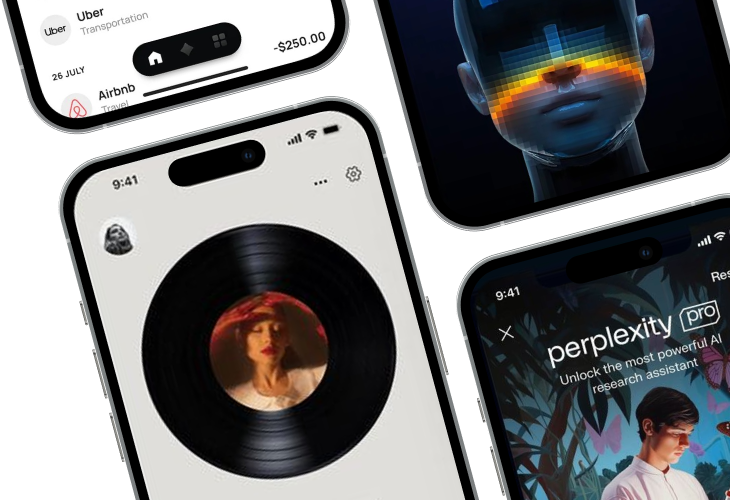 Uber
Uber
Transportation
26 JULY
-$250.00
Airbnb
Travel
9:41
9:41
Res
perplexity pro
Unlock the most powerful AI
research assistant